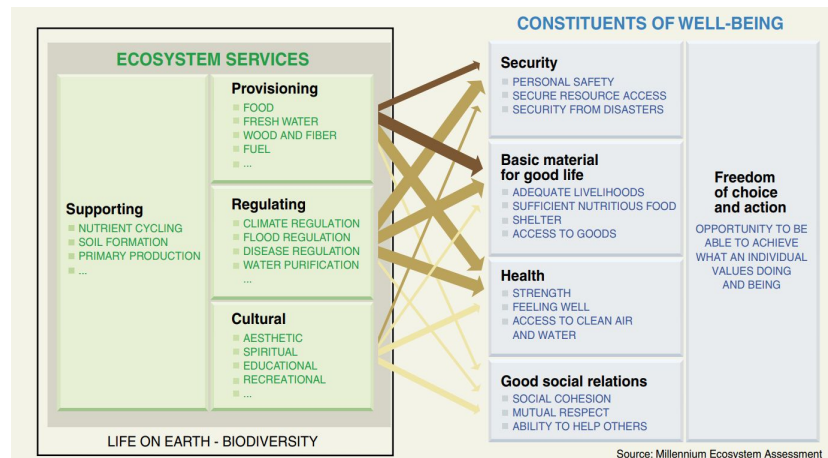 ECOSYSTEM SERVICES
Supporting
NUTRIENT CYCLING
SOIL FORMATION
PRIMARY PRODUCTION
...
Provisioning
FOOD
FRESH WATER
WOOD AND FIBER
FUEL
...
Regulating
CLIMATE REGULATION
FLOOD REGULATION
DISEASE REGULATION
WATER PURIFICATION
...
Cultural
AESTHETIC
SPIRITUAL
EDUCATIONAL
RECREATIONAL
...
LIFE ON EARTH - BIODIVERSITY
CONSTITUENTS OF WELL-BEING
Security
PERSONAL SAFETY
SECURE RESOURCE ACCESS
SECURITY FROM DISASTERS
Basic material
for good life
ADEQUATE LIVELIHOODS
SUFFICIENT NUTRITIOUS FOOD
SHELTER
ACCESS TO GOODS
Health
STRENGTH
FEELING WELL
ACCESS TO CLEAN AIR
AND WATER
Good social relations
SOCIAL COHESION
MUTUAL RESPECT
ABILITY TO HELP OTHERS
Freedom
of choice
and action
OPPORTUNITY TO BE
ABLE TO ACHIEVE
WHAT AN INDIVIDUAL
VALUES DOING
AND BEING
Source: Millennium Ecosystem Assessment